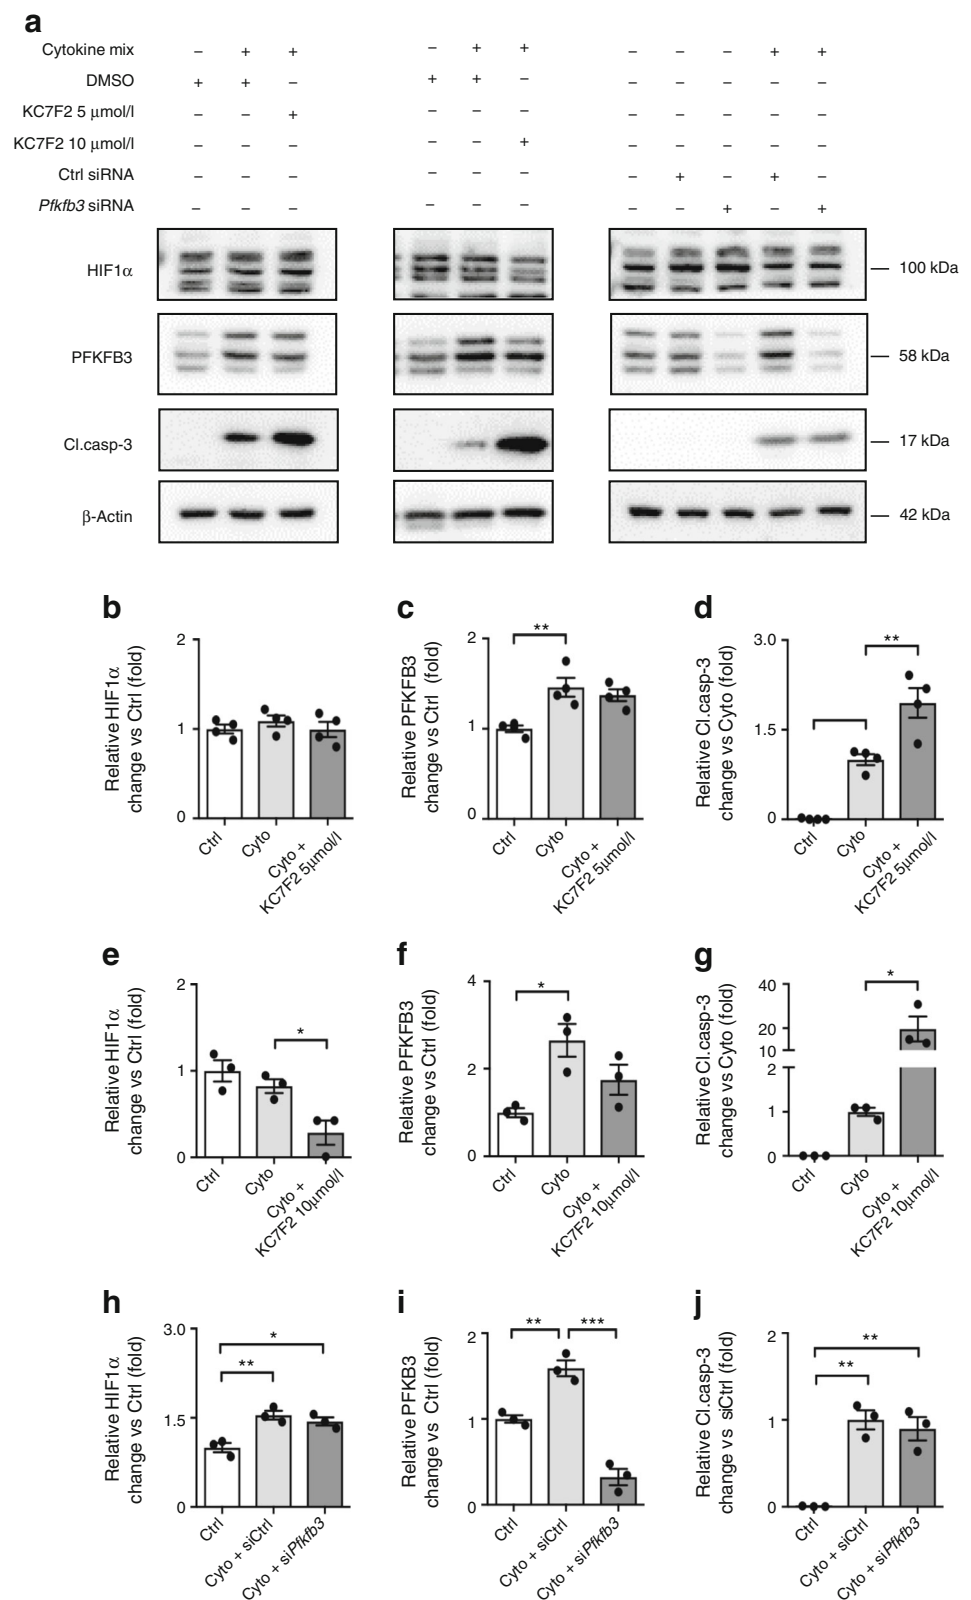 a
Cytokine mix – + + – + + – – – + +
DMSO + + – + + – – – – – –
KC7F2 5 μmol/l – – + – – – – – – – –
KC7F2 10 μmol/l – – – – – + – – – – –
Ctrl siRNA – – – – – – – + – + –
Pfkfb3 siRNA – – – – – – – – + – +
HIF1α 100 kDa
PFKFB3 58 kDa
Cl.casp-3 17 kDa
β-Actin 42 kDa
b
Relative HIF1α
change vs Ctrl (fold)
2
1
0
Ctrl
Cyto
Cyto +
KC7F2 5μmol/l
c
Relative PFKFB3
change vs Ctrl (fold)
2
1
0
**
Ctrl
Cyto
Cyto +
KC7F2 5μmol/l
d
Relative Cl.casp-3
change vs Cyto (fold)
3.0
1.5
0
**
Ctrl
Cyto
Cyto +
KC7F2 5μmol/l
e
Relative HIF1α
change vs Ctrl (fold)
2
1
0
*
Ctrl
Cyto
Cyto +
KC7F2 10μmol/l
f
Relative PFKFB3
change vs Ctrl (fold)
4
2
0
*
Ctrl
Cyto
Cyto +
KC7F2 10μmol/l
g
Relative Cl.casp-3
change vs Cyto (fold)
40
20
10
2
1
0
*
Ctrl
Cyto
Cyto +
KC7F2 10μmol/l
h
Relative HIF1α
change vs Ctrl (fold)
3.0
1.5
0
*
**
Ctrl
Cyto + siCtrl
Cyto + siPfkfb3
i
Relative PFKB3
change vs Ctrl (fold)
2
1
0
** ***
Ctrl
Cyto + siCtrl
Cyto + siPfkfb3
j
Relative Cl.casp-3
change vs siCtrl (fold)
2
1
0
**
**
Ctrl
Cyto + siCtrl
Cyto + siPfkfb3